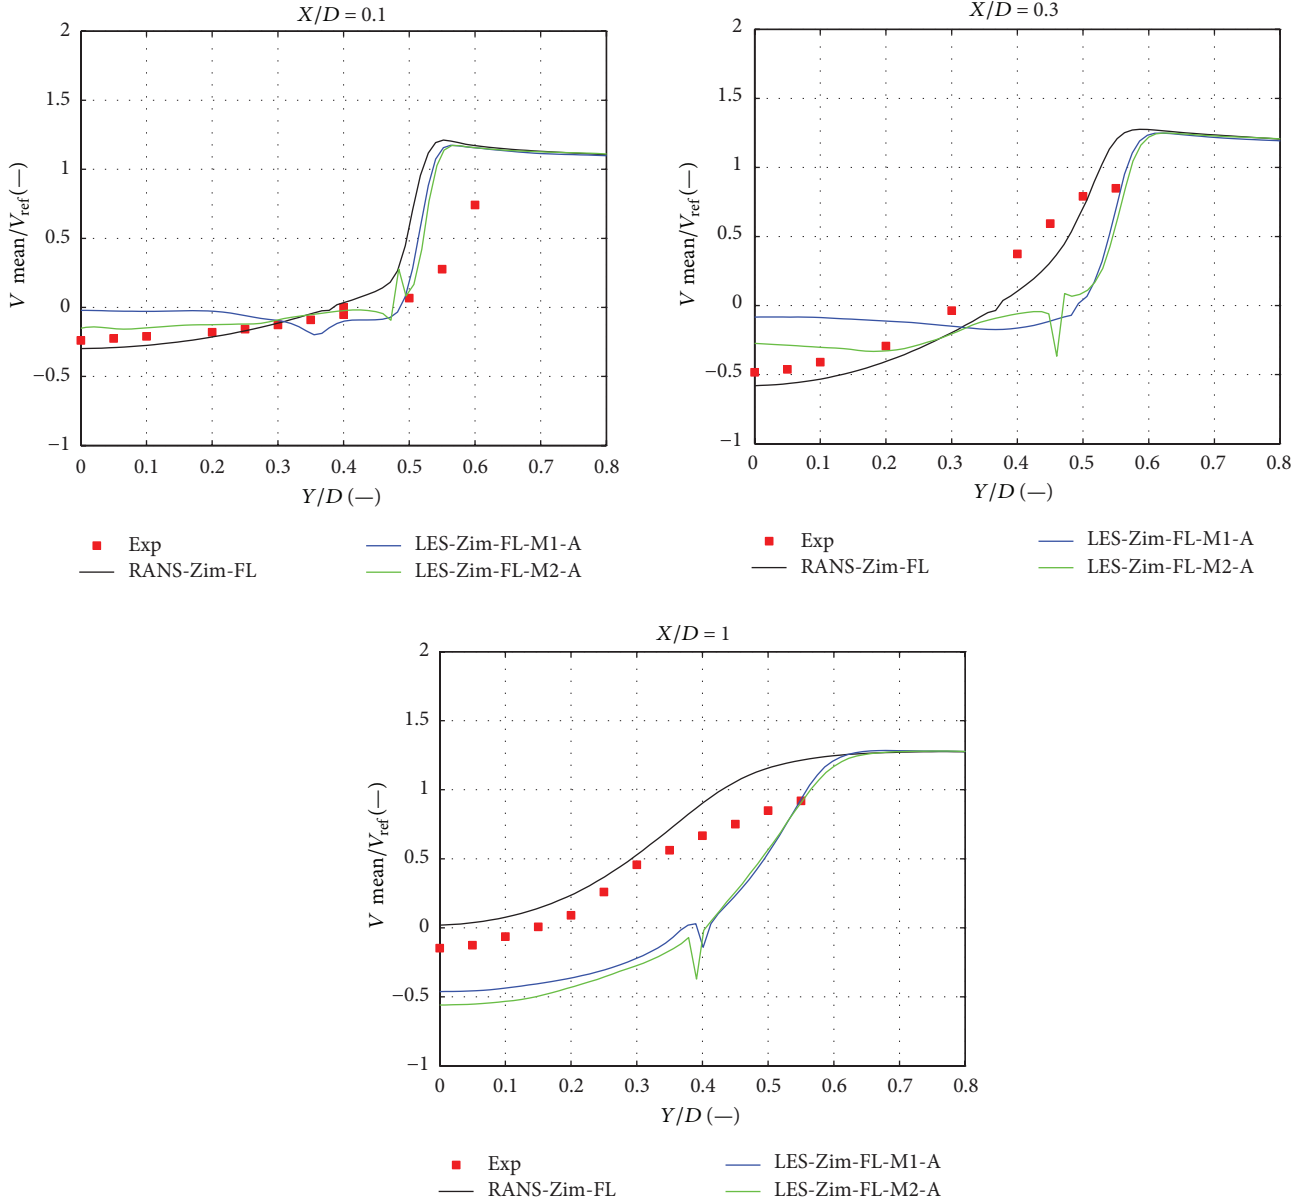 X/D = 0.1
2
1.5
1
0.5
0
−0.5
−1
V mean/Vref (—)
0 0.1 0.2 0.3 0.4 0.5 0.6 0.7 0.8
Y/D (—)
Exp
RANS-Zim-FL
LES-Zim-FL-M1-A
LES-Zim-FL-M2-A
X/D = 0.3
2
1.5
1
0.5
0
−0.5
−1
V mean/Vref (—)
0 0.1 0.2 0.3 0.4 0.5 0.6 0.7 0.8
Y/D (—)
Exp
RANS-Zim-FL
LES-Zim-FL-M1-A
LES-Zim-FL-M2-A
X/D = 1
2
1.5
1
0.5
0
−0.5
−1
V mean/Vref (—)
0 0.1 0.2 0.3 0.4 0.5 0.6 0.7 0.8
Y/D (—)
Exp
RANS-Zim-FL
LES-Zim-FL-M1-A
LES-Zim-FL-M2-A